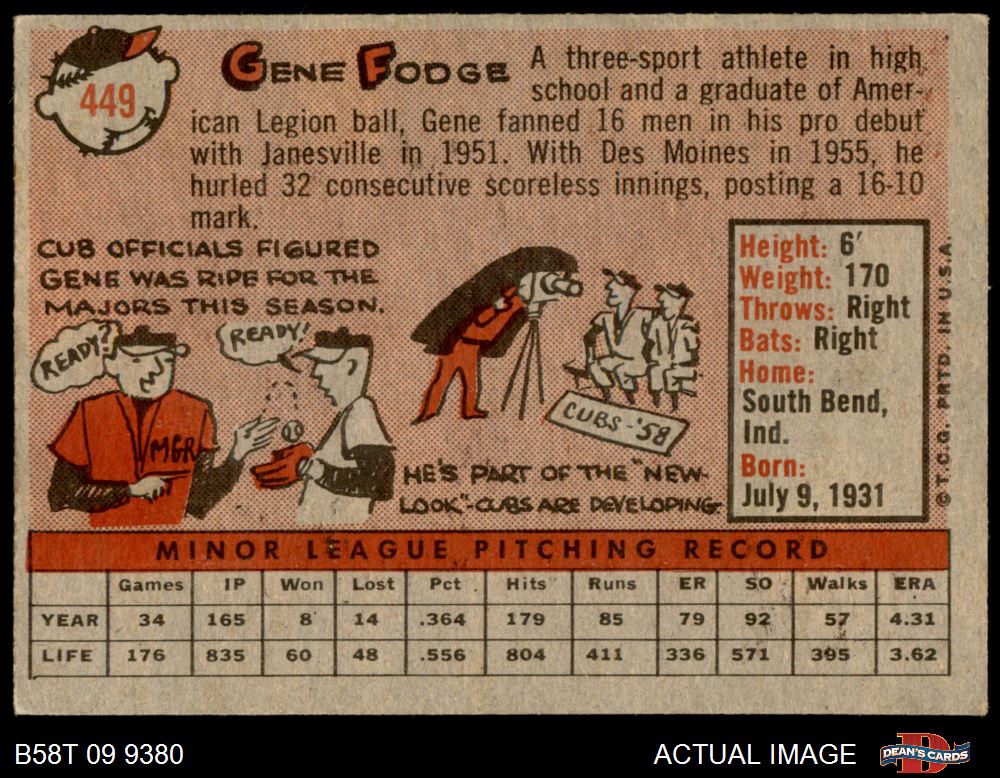 449
GENE FODGE
A three-sport athlete in high
school and a graduate of Amer-
ican Legion ball, Gene fanned 16 men in his pro debut
with Janesville in 1951. With Des Moines in 1955, he
hurled 32 consecutive scoreless innings, posting a 16-10
mark.
CUB OFFICIALS FIGURED
GENE WAS RIPE FOR THE
MAJORS THIS SEASON.
READY?
READY!
MGR
CUBS-'58
HE'S PART OF THE "NEW-
LOOK"-CUBS ARE DEVELOPING
Height: 6'
Weight: 170
Throws: Right
Bats: Right
Home:
South Bend,
Ind.
Born:
July 9, 1931
© T.C.G. PRTD. IN U.S.A.
MINOR LEAGUE PITCHING RECORD
Games IP Won Lost Pct Hits Runs ER SO Walks ERA
YEAR 34 165 8 14 .364 179 85 79 92 57 4.31
LIFE 176 835 60 48 .556 804 411 336 571 395 3.62
B58T 09 9380
ACTUAL IMAGE
DEAN'S CARDS